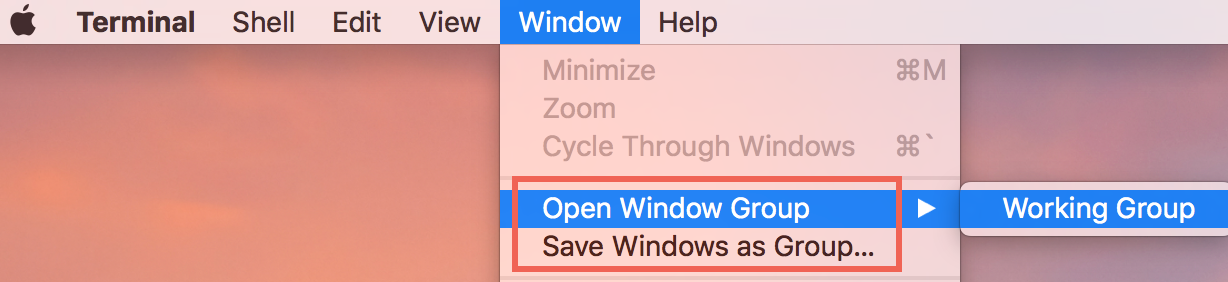 Terminal Shell Edit View Window Help
Minimize ⌘M
Zoom
Cycle Through Windows ⌘`
Open Window Group ▶ Working Group
Save Windows as Group...